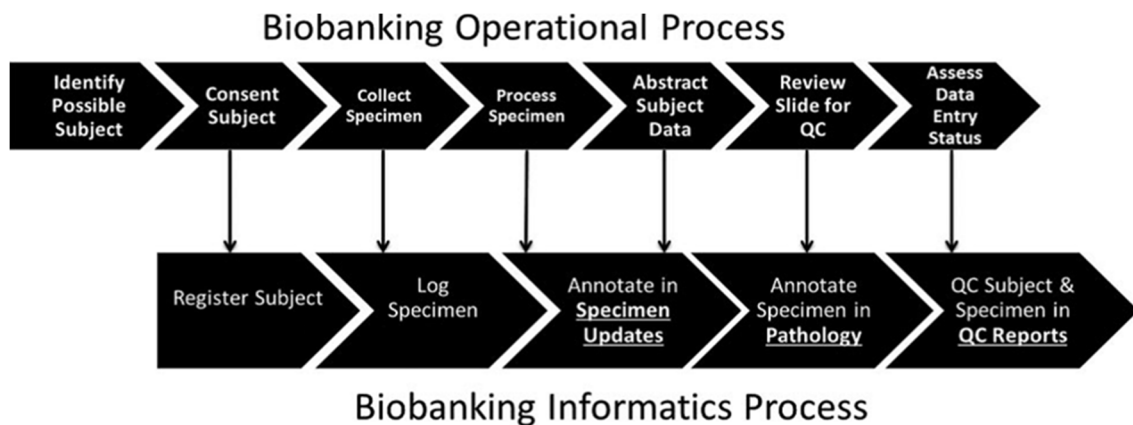 Biobanking Operational Process
Identify
Possible
Subject
Consent
Subject
Collect
Specimen
Process
Specimen
Abstract
Subject
Data
Review
Slide for
QC
Assess
Data
Entry
Status
Register Subject
Log
Specimen
Annotate in
Specimen
Updates
Annotate
Specimen in
Pathology
QC Subject &
Specimen in
QC Reports
Biobanking Informatics Process